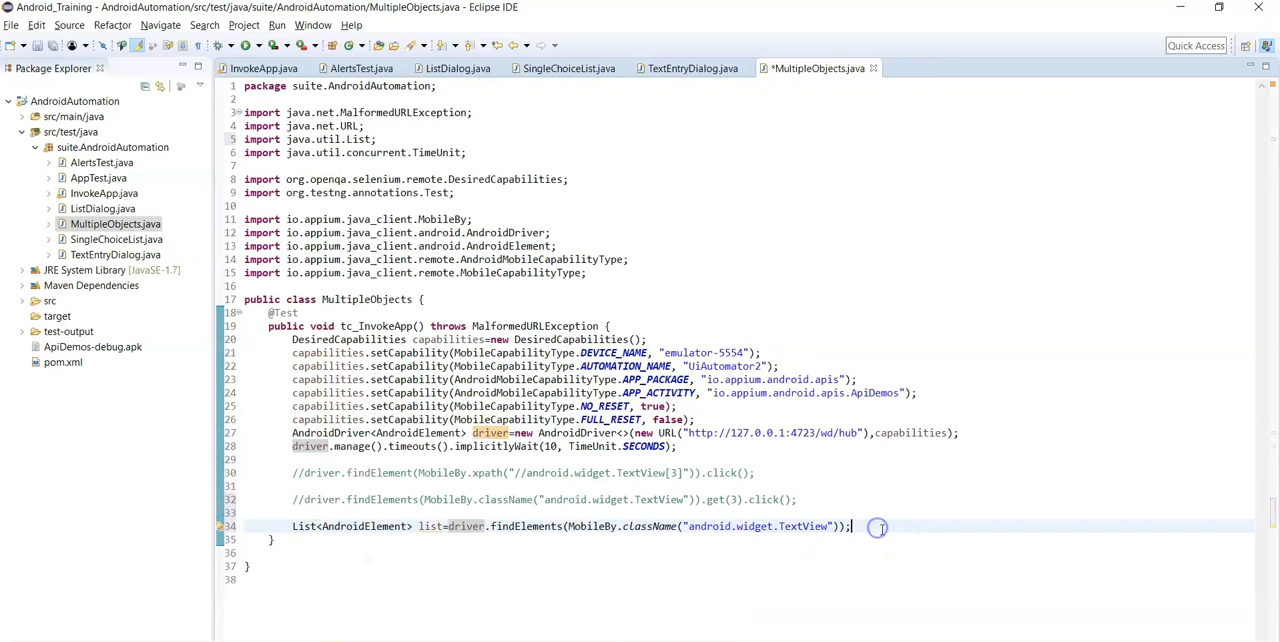 Android_Training - AndroidAutomation/src/test/java/suite/AndroidAutomation/MultipleObjects.java - Eclipse IDE
File Edit Source Refactor Navigate Search Project Run Window Help
Quick Access
Package Explorer
InvokeApp.java AlertsTest.java ListDialog.java SingleChoiceList.java TextEntryDialog.java *MultipleObjects.java
AndroidAutomation
src/main/java
src/test/java
suite.AndroidAutomation
AlertsTest.java
AppTest.java
InvokeApp.java
ListDialog.java
MultipleObjects.java
SingleChoiceList.java
TextEntryDialog.java
JRE System Library [JavaSE-1.7]
Maven Dependencies
src
target
test-output
ApiDemos-debug.apk
pom.xml
1 package suite.AndroidAutomation;
2
3 import java.net.MalformedURLException;
4 import java.net.URL;
5 import java.util.List;
6 import java.util.concurrent.TimeUnit;
7
8 import org.openqa.selenium.remote.DesiredCapabilities;
9 import org.testng.annotations.Test;
10
11 import io.appium.java_client.MobileBy;
12 import io.appium.java_client.android.AndroidDriver;
13 import io.appium.java_client.android.AndroidElement;
14 import io.appium.java_client.remote.AndroidMobileCapabilityType;
15 import io.appium.java_client.remote.MobileCapabilityType;
16
17 public class MultipleObjects {
18 @Test
19 public void tc_InvokeApp() throws MalformedURLException {
20 DesiredCapabilities capabilities=new DesiredCapabilities();
21 capabilities.setCapability(MobileCapabilityType.DEVICE_NAME, "emulator-5554");
22 capabilities.setCapability(MobileCapabilityType.AUTOMATION_NAME, "UiAutomator2");
23 capabilities.setCapability(AndroidMobileCapabilityType.APP_PACKAGE, "io.appium.android.apis");
24 capabilities.setCapability(AndroidMobileCapabilityType.APP_ACTIVITY, "io.appium.android.apis.ApiDemos");
25 capabilities.setCapability(MobileCapabilityType.NO_RESET, true);
26 capabilities.setCapability(MobileCapabilityType.FULL_RESET, false);
27 AndroidDriver<AndroidElement> driver=new AndroidDriver<>(new URL("http://127.0.0.1:4723/wd/hub"),capabilities);
28 driver.manage().timeouts().implicitlyWait(10, TimeUnit.SECONDS);
29
30 //driver.findElement(MobileBy.xpath("//android.widget.TextView[3]")).click();
31
32 //driver.findElements(MobileBy.className("android.widget.TextView")).get(3).click();
33
34 List<AndroidElement> list=driver.findElements(MobileBy.className("android.widget.TextView"));
35 }
36
37 }
38